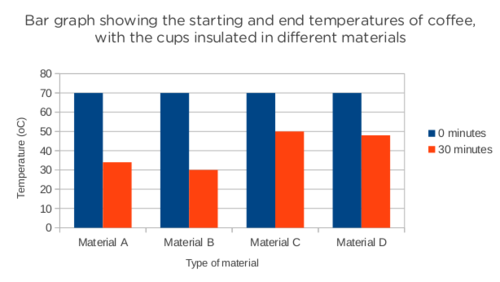 Bar graph showing the starting and end temperatures of coffee,
with the cups insulated in different materials
80
70
60
50
40
30
20
10
0
Temperature (oC)
Material A
Material B
Material C
Material D
Type of material
0 minutes
30 minutes